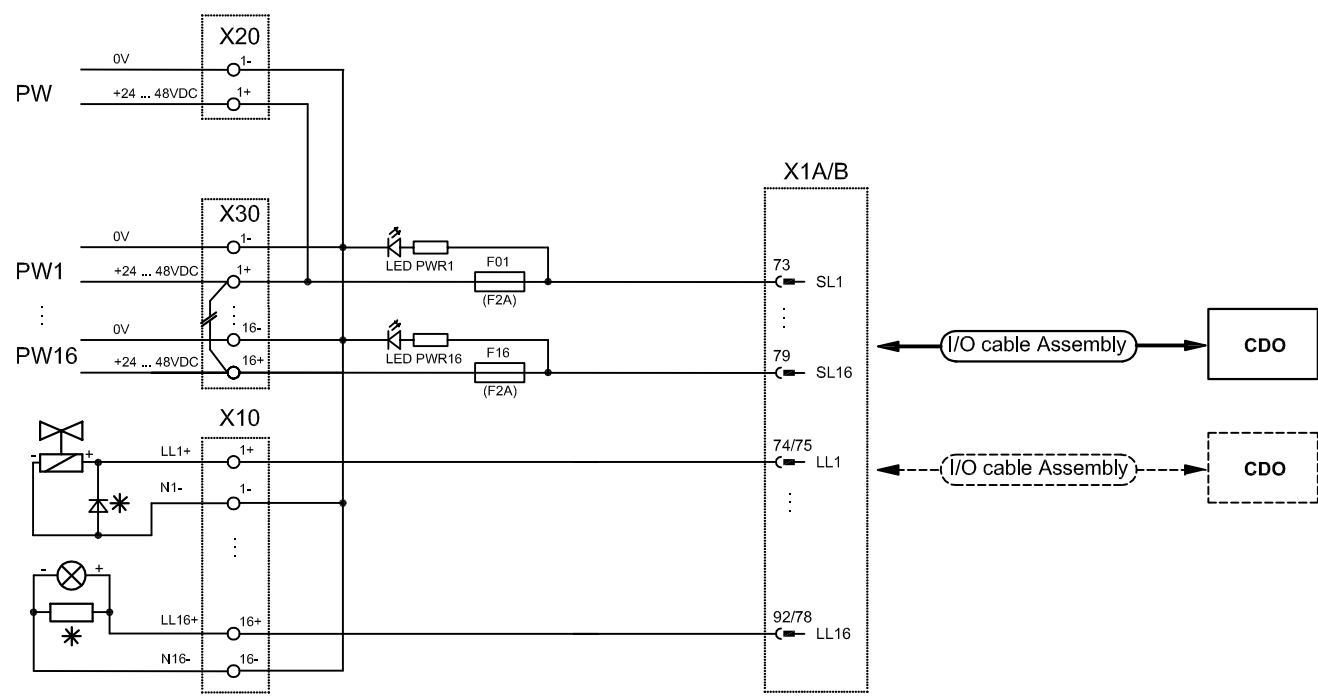 X20
0V
1-
PW
+24 ... 48VDC
1+
X1A/B
X30
0V
1-
LED PWR1
F01
PW1
+24 ... 48VDC
1+
(F2A)
73
SL1
0V
16-
LED PWR16
F16
PW16
+24 ... 48VDC
16+
(F2A)
79
SL16
I/O cable Assembly
CDO
X10
- +
LL1+
1+
74/75
LL1
I/O cable Assembly
CDO
N1-
1-
- +
LL16+
16+
92/78
LL16
N16-
16-